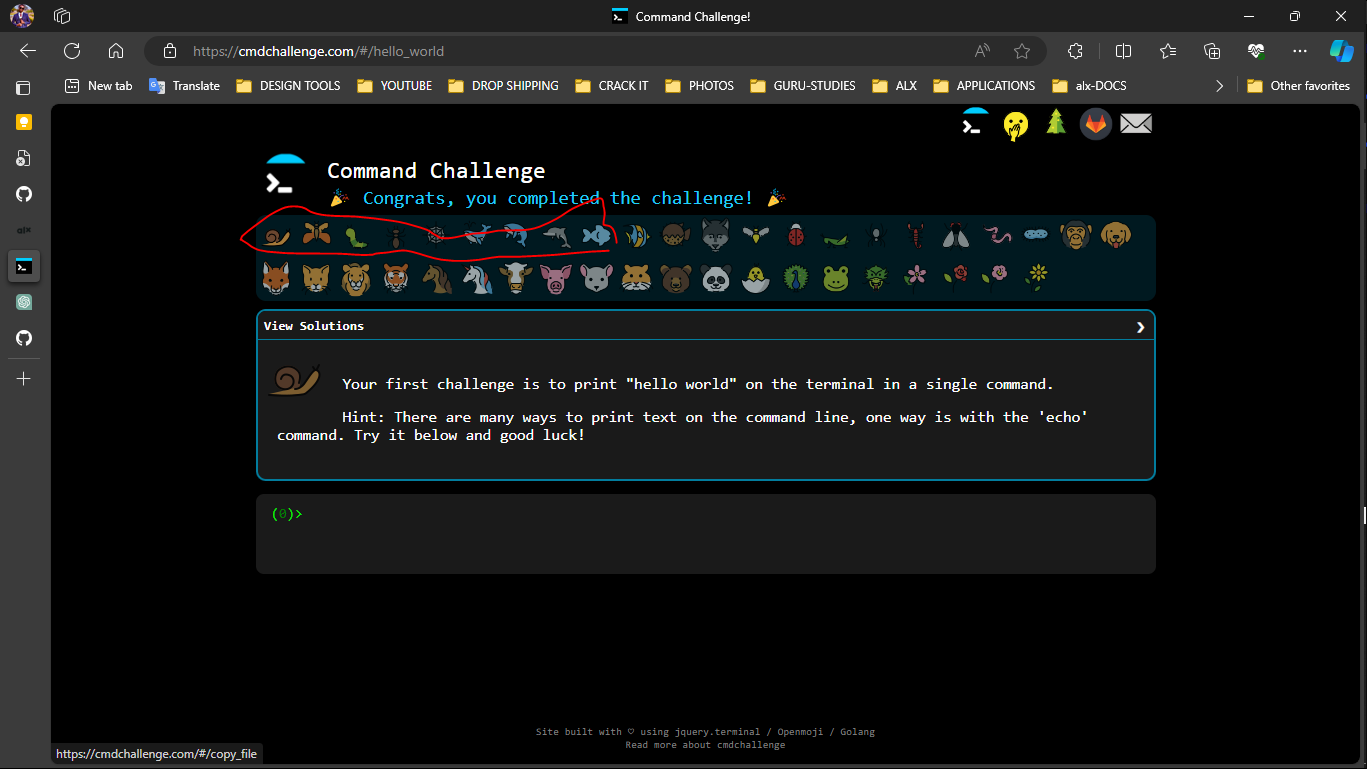 Command Challenge!
https://cmdchallenge.com/#/hello_world
New tab
Translate
DESIGN TOOLS
YOUTUBE
DROP SHIPPING
CRACK IT
PHOTOS
GURU-STUDIES
ALX
APPLICATIONS
alx-DOCS
Other favorites
alx
Command Challenge
Congrats, you completed the challenge!
View Solutions
Your first challenge is to print "hello world" on the terminal in a single command.
Hint: There are many ways to print text on the command line, one way is with the 'echo'
command. Try it below and good luck!
(0)>
Site built with ♡ using jquery.terminal / Openmoji / Golang
Read more about cmdchallenge
https://cmdchallenge.com/#/copy_file